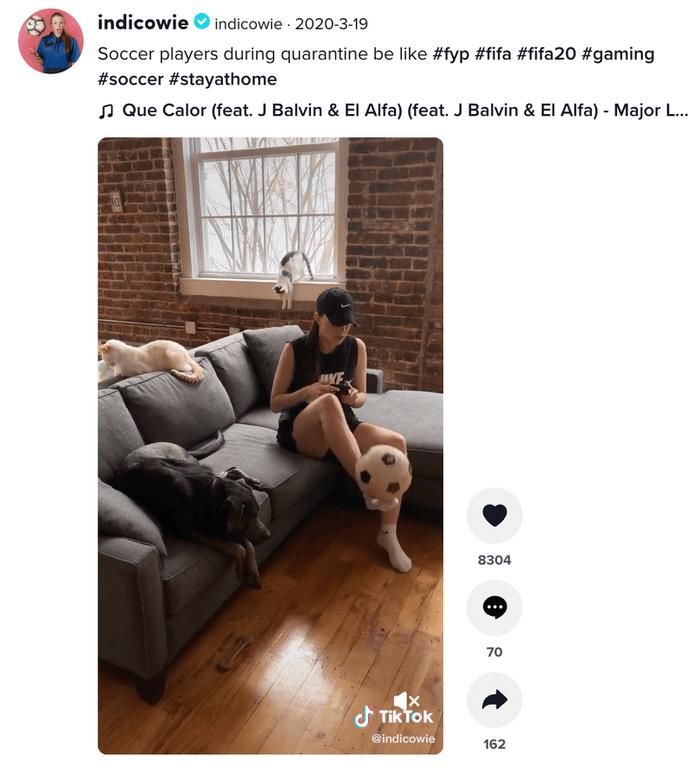 indicowie indicowie · 2020-3-19
Soccer players during quarantine be like #fyp #fifa #fifa20 #gaming
#soccer #stayathome
Que Calor (feat. J Balvin & El Alfa) (feat. J Balvin & El Alfa) - Major L...
8304
70
TikTok
@indicowie
162